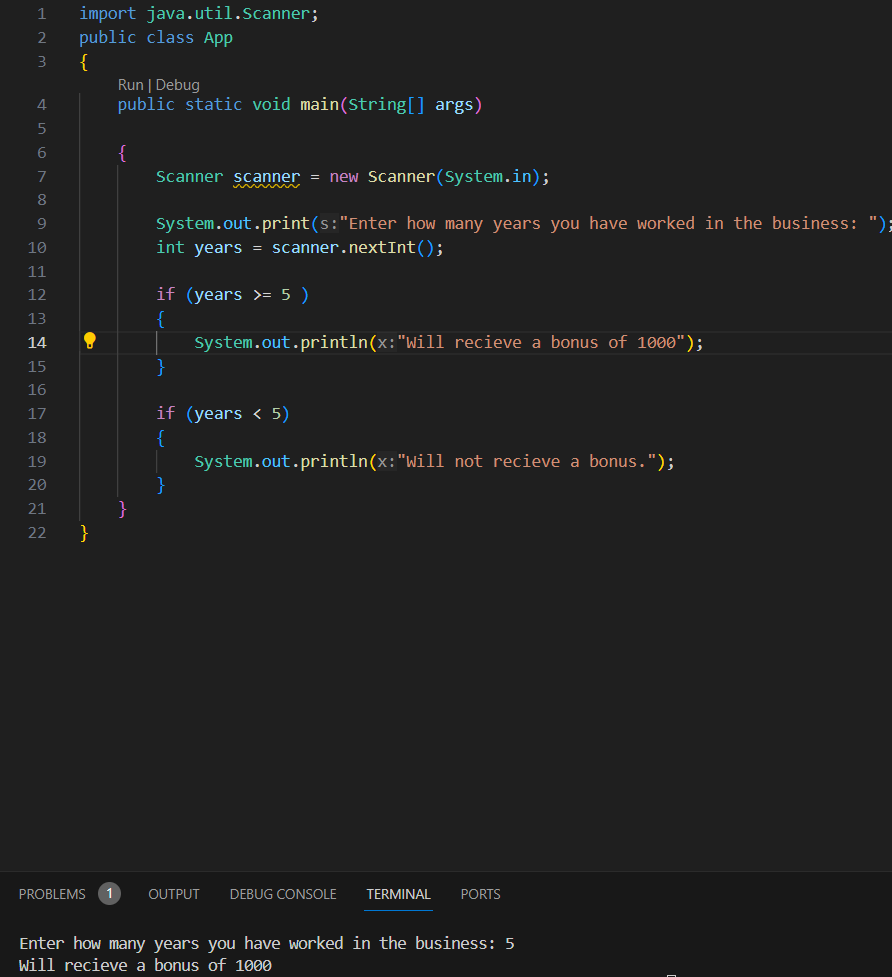 1 import java.util.Scanner;
2 public class App
3 {
Run | Debug
4 public static void main(String[] args)
5
6 {
7 Scanner scanner = new Scanner(System.in);
8
9 System.out.print(s:"Enter how many years you have worked in the business: ");
10 int years = scanner.nextInt();
11
12 if (years >= 5 )
13 {
14 System.out.println(x:"Will recieve a bonus of 1000");
15 }
16
17 if (years < 5)
18 {
19 System.out.println(x:"Will not recieve a bonus.");
20 }
21 }
22 }
PROBLEMS 1 OUTPUT DEBUG CONSOLE TERMINAL PORTS
Enter how many years you have worked in the business: 5
Will recieve a bonus of 1000